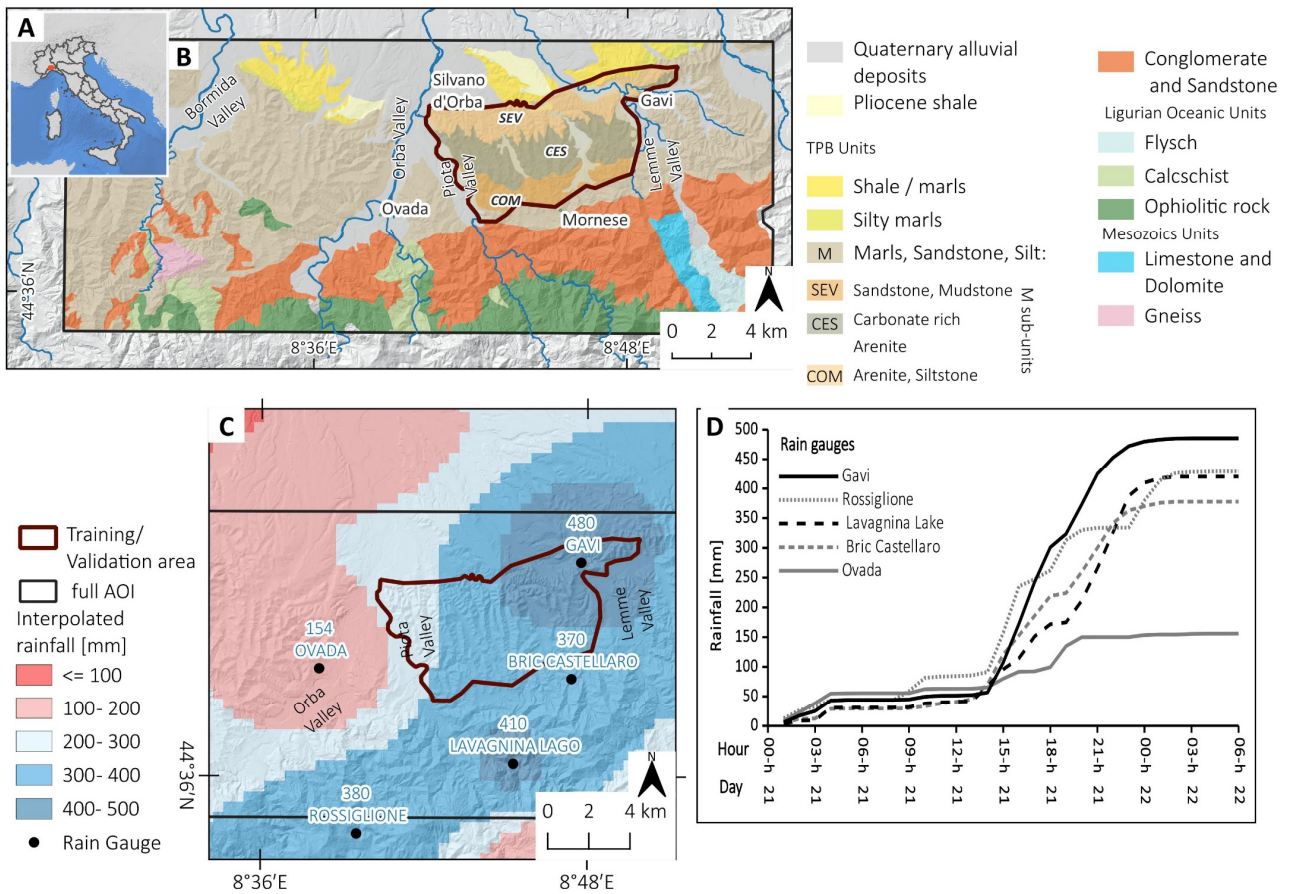 A
B
Bormida
Valley
Silvano
d'Orba
Orba Valley
SEV
Gavi
CES
Piota
Valley
Lemme
Valley
COM
Ovada
Mornese
44°36'N
N
0 2 4 km
8°36'E
8°48'E
Quaternary alluvial
deposits
Pliocene shale
TPB Units
Shale / marls
Silty marls
M Marls, Sandstone, Silt:
SEV Sandstone, Mudstone
CES Carbonate rich
Arenite
COM Arenite, Siltstone
M sub-units
Conglomerate
and Sandstone
Ligurian Oceanic Units
Flysch
Calcschist
Ophiolitic rock
Mesozoics Units
Limestone and
Dolomite
Gneiss
Training/
Validation area
full AOI
Interpolated
rainfall [mm]
<= 100
100- 200
200- 300
300- 400
400- 500
Rain Gauge
C
480
GAVI
Piota
Valley
Lemme
Valley
154
OVADA
370
BRIC CASTELLARO
Orba
Valley
410
LAVAGNINA LAGO
380
ROSSIGLIONE
N
0 2 4 km
44°36'N
8°36'E
8°48'E
D
Rainfall [mm]
500
450
400
350
300
250
200
150
100
50
0
Rain gauges
Gavi
Rossiglione
Lavagnina Lake
Bric Castellaro
Ovada
Hour
00-h
03-h
06-h
09-h
12-h
15-h
18-h
21-h
00-h
03-h
06-h
Day
21
21
21
21
21
21
21
21
22
22
22